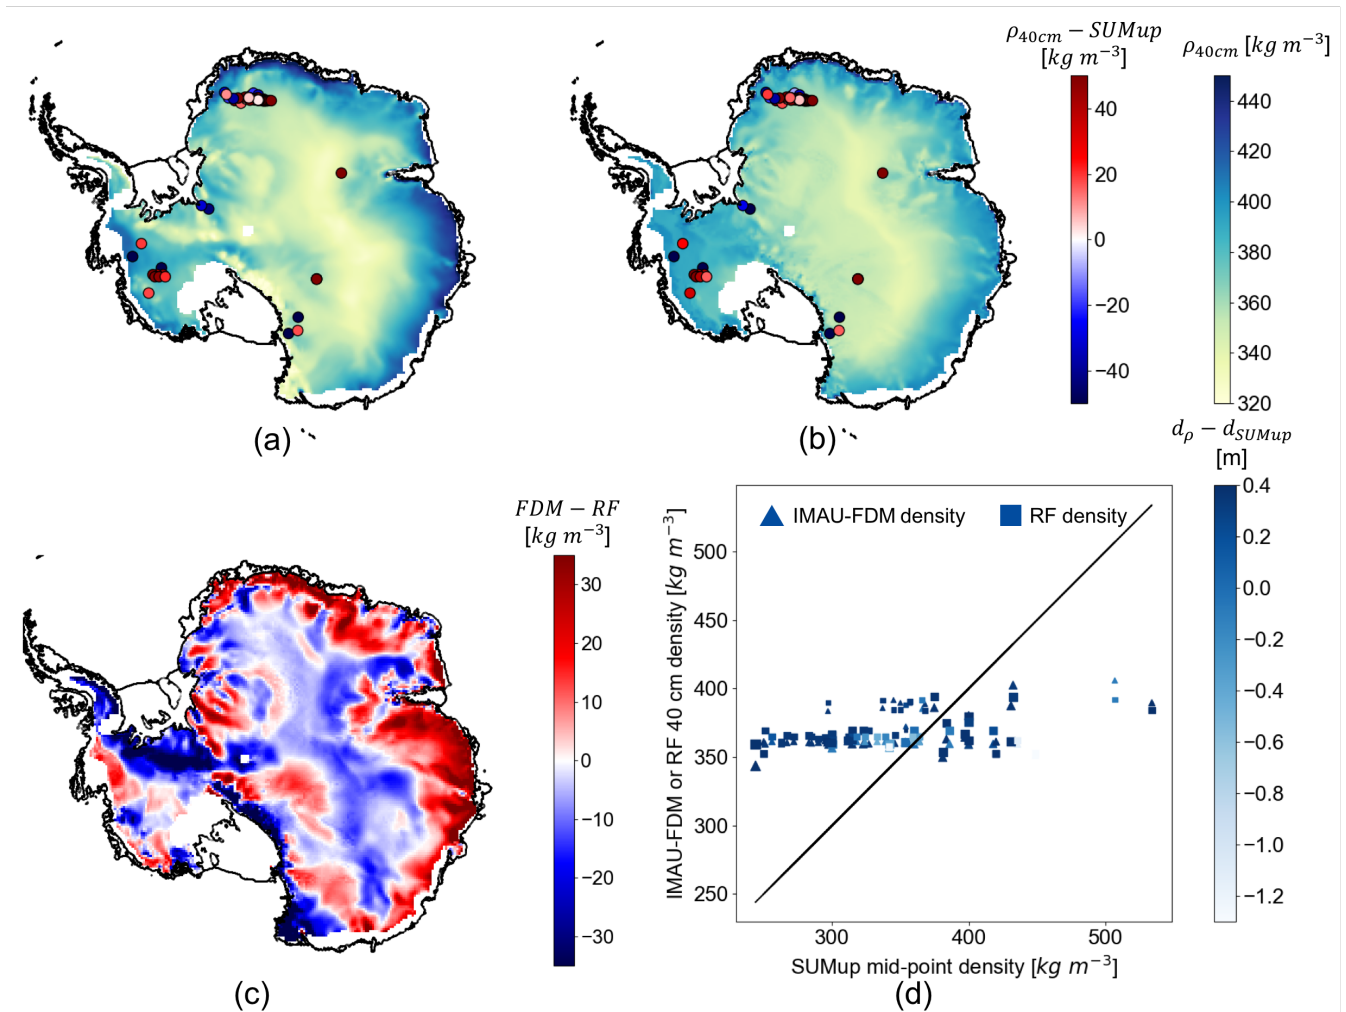 ρ₄₀cm − SUMup
[kg m⁻³]
ρ₄₀cm [kg m⁻³]
40
20
0
−20
−40
440
420
400
380
360
340
320
(a)
(b)
d_ρ − d_SUMup
[m]
FDM − RF
[kg m⁻³]
30
20
10
0
−10
−20
−30
(c)
IMAU-FDM density
RF density
IMAU-FDM or RF 40 cm density [kg m⁻³]
500
450
400
350
300
250
300
400
500
SUMup mid-point density [kg m⁻³]
(d)
0.4
0.2
0.0
−0.2
−0.4
−0.6
−0.8
−1.0
−1.2